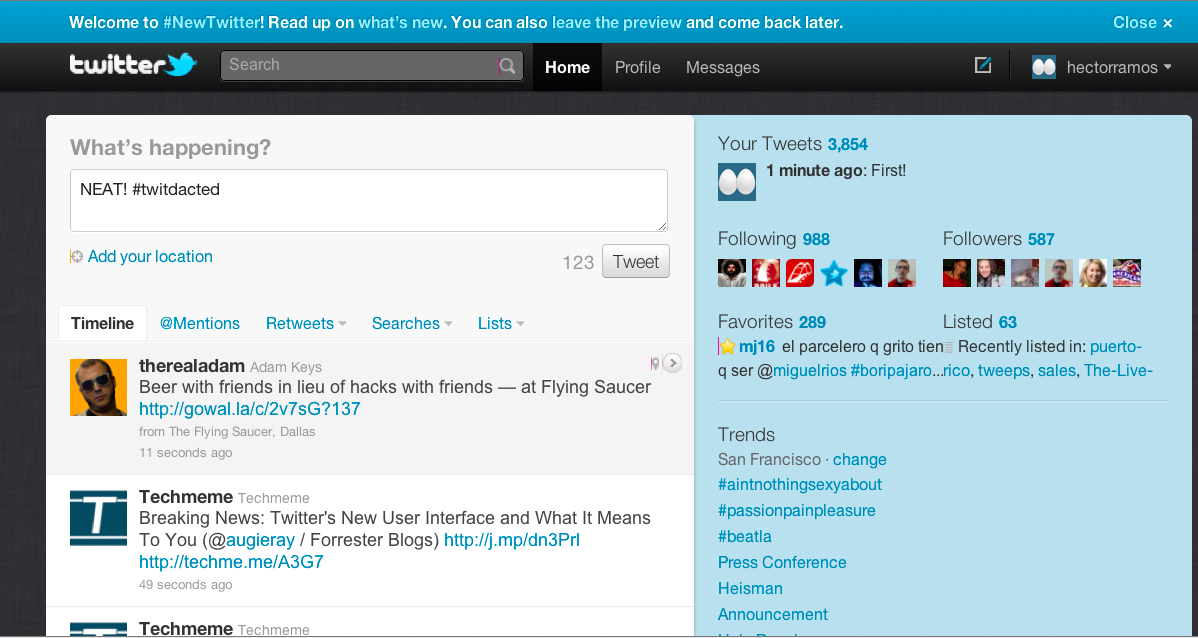 Welcome to #NewTwitter! Read up on what's new. You can also leave the preview and come back later.
Close ×
twitter
Search
Home
Profile
Messages
hectorramos
What's happening?
NEAT! #twitdacted
Add your location
123
Tweet
Timeline
@Mentions
Retweets
Searches
Lists
therealadam Adam Keys
Beer with friends in lieu of hacks with friends — at Flying Saucer
http://gowal.la/c/2v7sG?137
from The Flying Saucer, Dallas
11 seconds ago
Techmeme Techmeme
Breaking News: Twitter's New User Interface and What It Means
To You (@augieray / Forrester Blogs) http://j.mp/dn3PrI
http://techme.me/A3G7
49 seconds ago
Techmeme Techmeme
Your Tweets 3,854
1 minute ago: First!
Following 988
Followers 587
Favorites 289
mj16 el parcelero q grito tien
q ser @miguelrios #boripajaro...
Listed 63
Recently listed in: puerto-
rico, tweeps, sales, The-Live-
Trends
San Francisco · change
#aintnothingsexyabout
#passionpainpleasure
#beatla
Press Conference
Heisman
Announcement